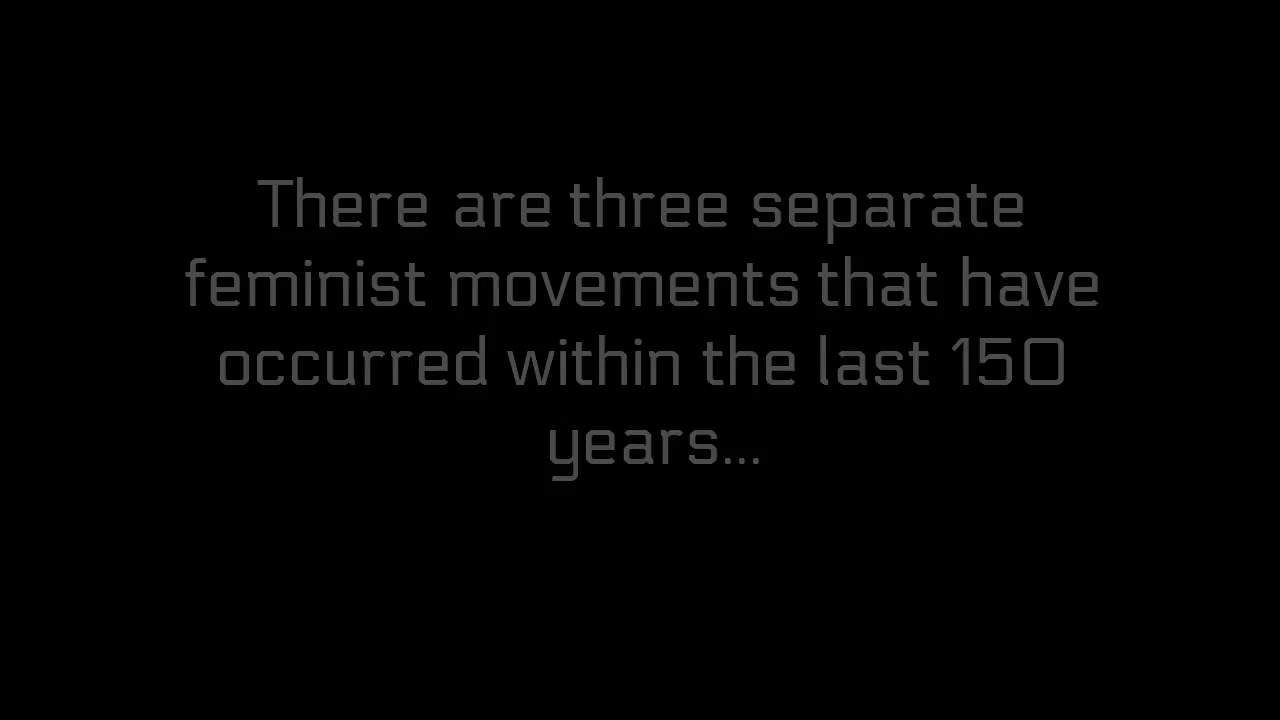 There are three separate
feminist movements that have
occurred within the last 150
years...